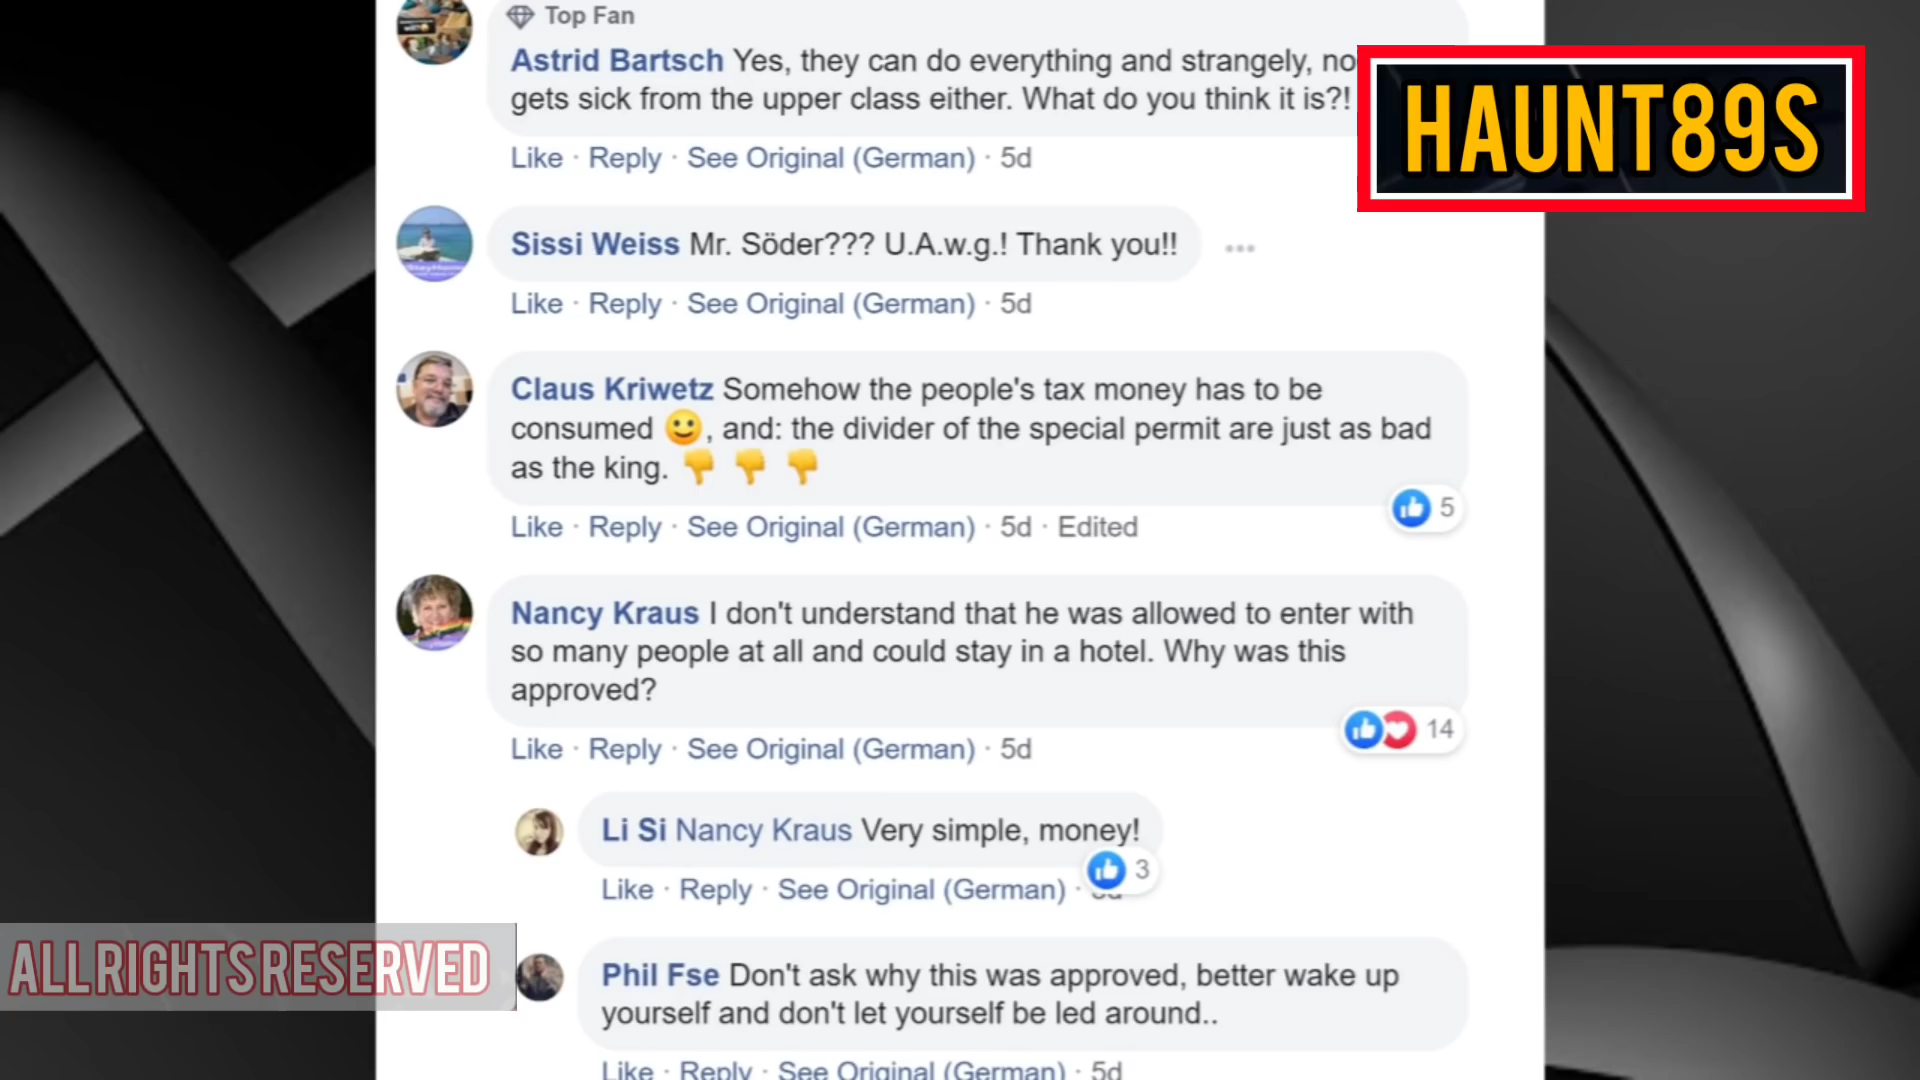 Top Fan
Astrid Bartsch Yes, they can do everything and strangely, no
gets sick from the upper class either. What do you think it is?!
Like · Reply · See Original (German) · 5d
HAUNT89S
Sissi Weiss Mr. Söder??? U.A.w.g.! Thank you!!
Like · Reply · See Original (German) · 5d
Claus Kriwetz Somehow the people's tax money has to be
consumed 🙂, and: the divider of the special permit are just as bad
as the king. 👎 👎 👎
5
Like · Reply · See Original (German) · 5d · Edited
Nancy Kraus I don't understand that he was allowed to enter with
so many people at all and could stay in a hotel. Why was this
approved?
14
Like · Reply · See Original (German) · 5d
Li Si Nancy Kraus Very simple, money!
3
Like · Reply · See Original (German) ·
ALL RIGHTS RESERVED
Phil Fse Don't ask why this was approved, better wake up
yourself and don't let yourself be led around..
Like · Reply · See Original (German) · 5d